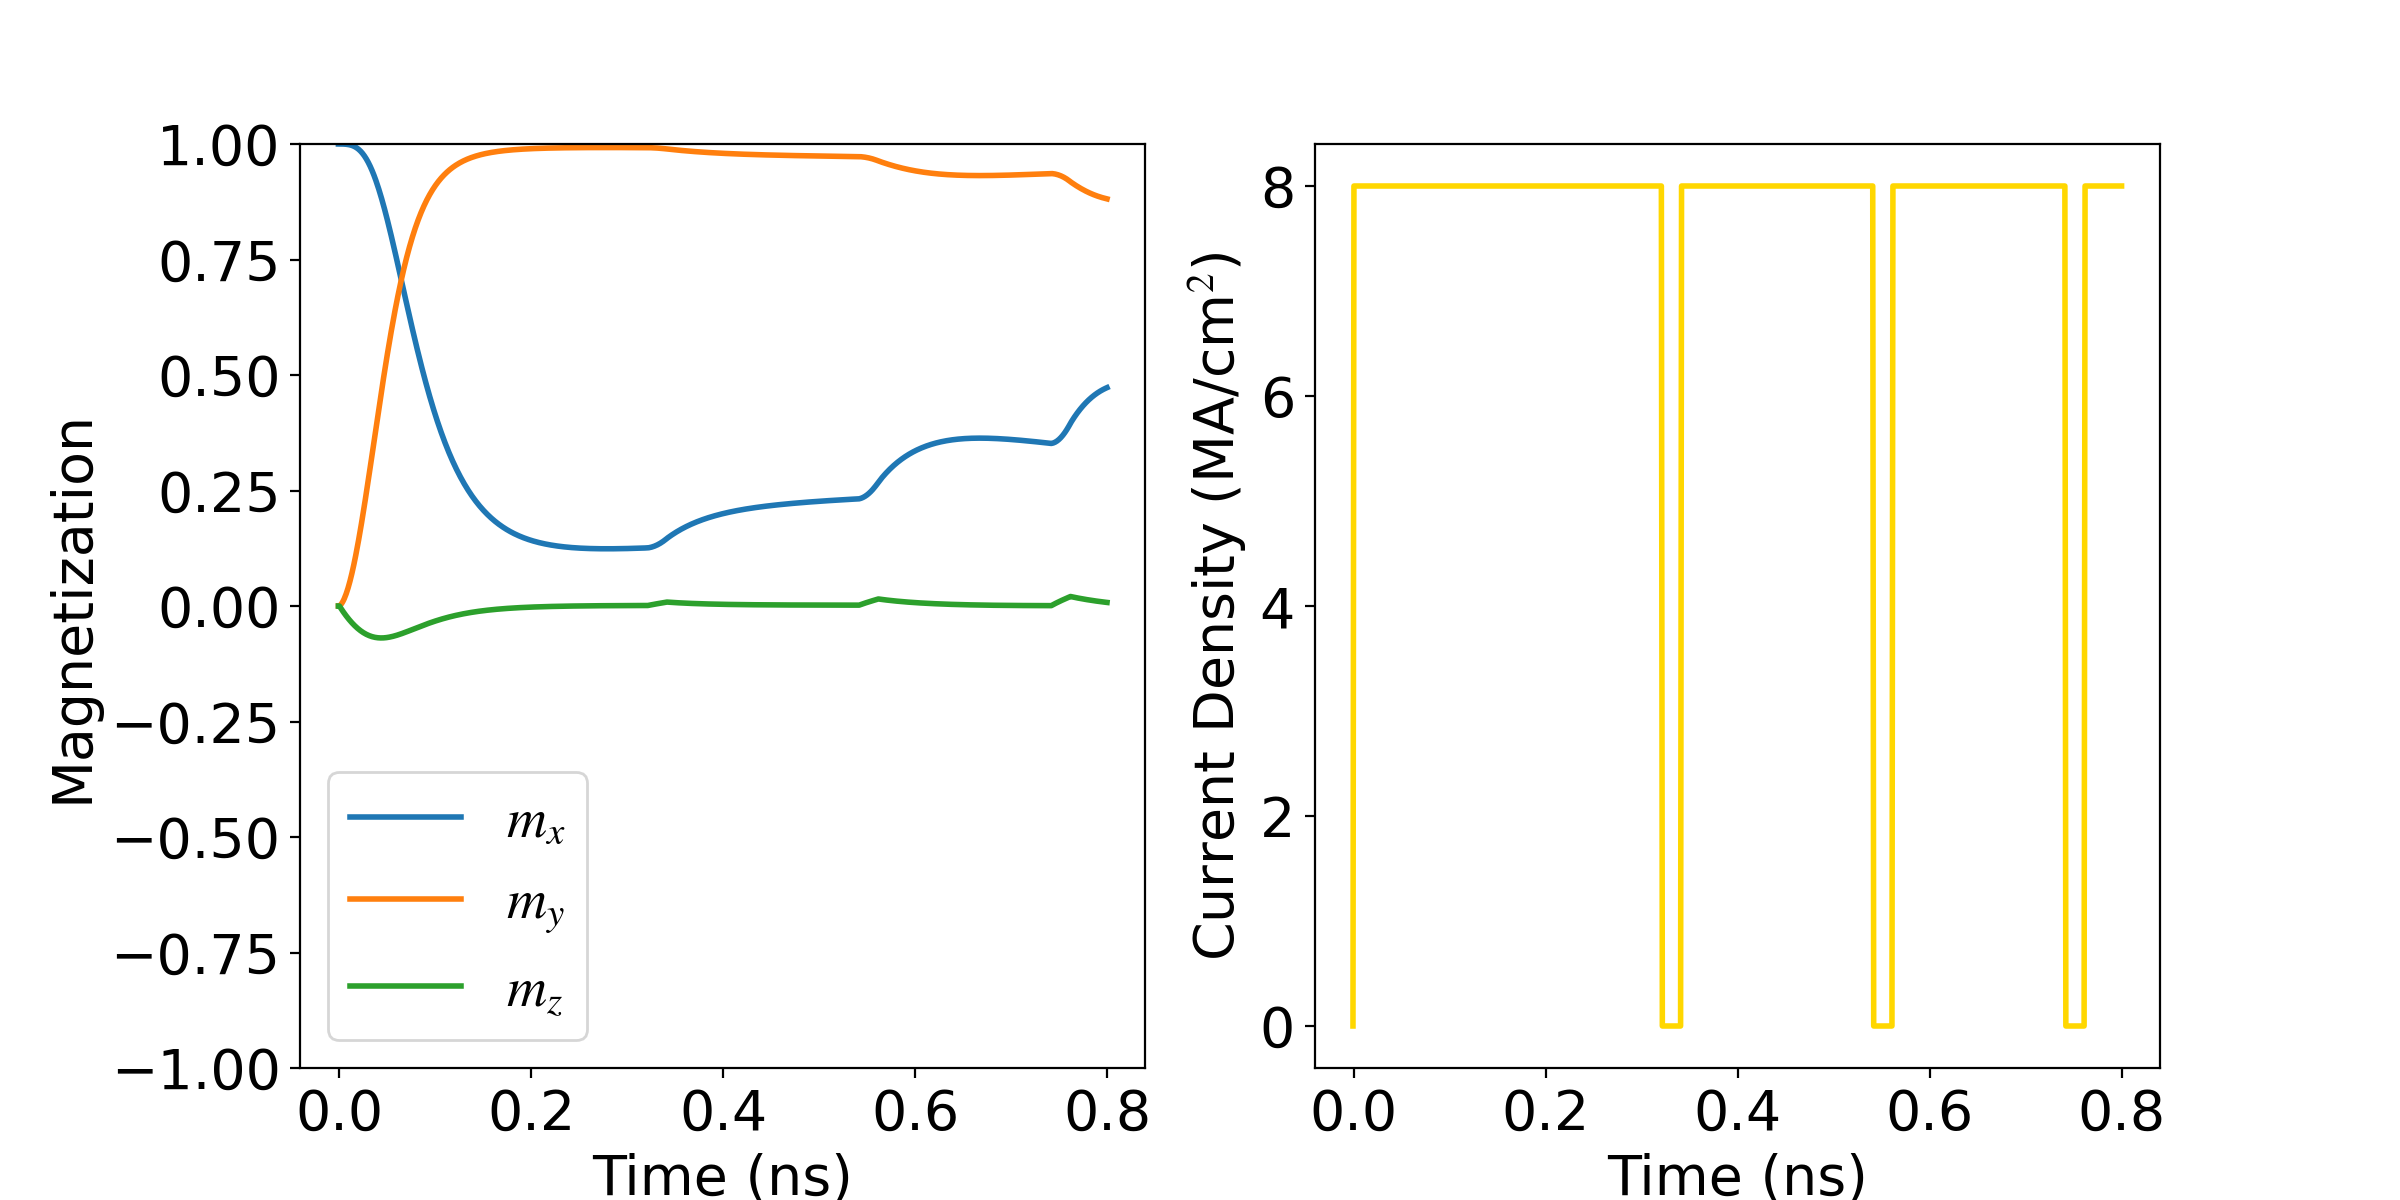 1.00
0.75
0.50
0.25
0.00
−0.25
−0.50
−0.75
−1.00
Magnetization
m_x
m_y
m_z
0.0 0.2 0.4 0.6 0.8
Time (ns)
8
6
4
2
0
Current Density (MA/cm²)
0.0 0.2 0.4 0.6 0.8
Time (ns)